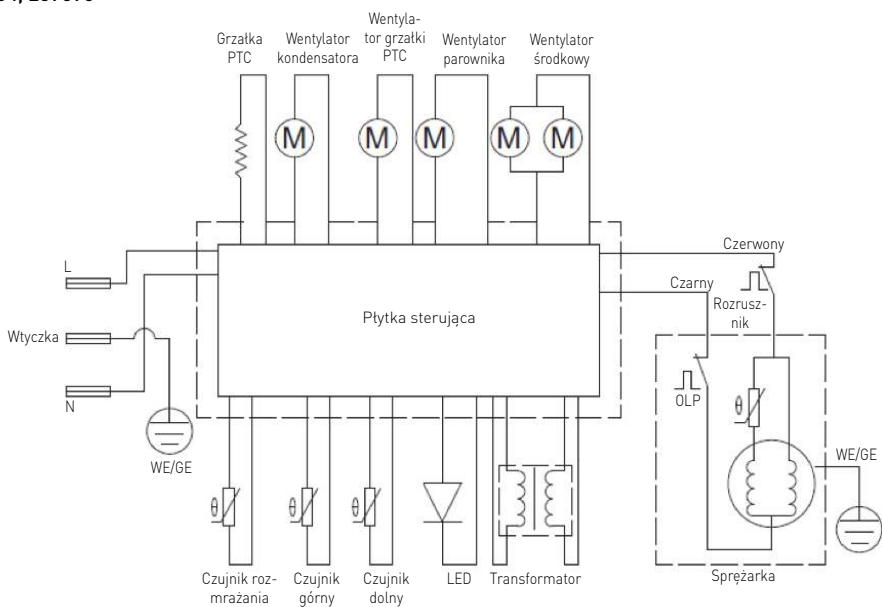 Grzałka
PTC
Wentylator
kondensatora
Wentyla-
tor grzałki
PTC
Wentylator
parownika
Wentylator
środkowy
M
M
M
M
M
L
Wtyczka
N
WE/GE
Płytka sterująca
Czerwony
Czarny
Rozrusz-
nik
OLP
θ
WE/GE
Sprężarka
θ
θ
θ
Czujnik roz-
mrażania
Czujnik
górny
Czujnik
dolny
LED
Transformator